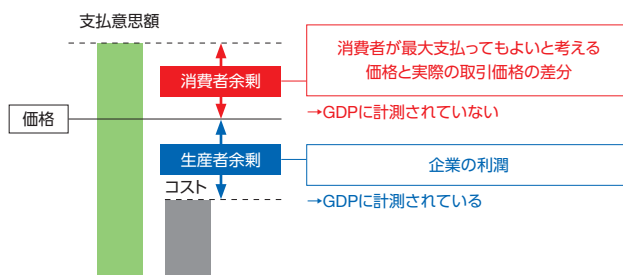 支払意思額
消費者余剰
消費者が最大支払ってもよいと考える
価格と実際の取引価格の差分
→GDPに計測されていない
価格
生産者余剰
企業の利潤
コスト
→GDPに計測されている